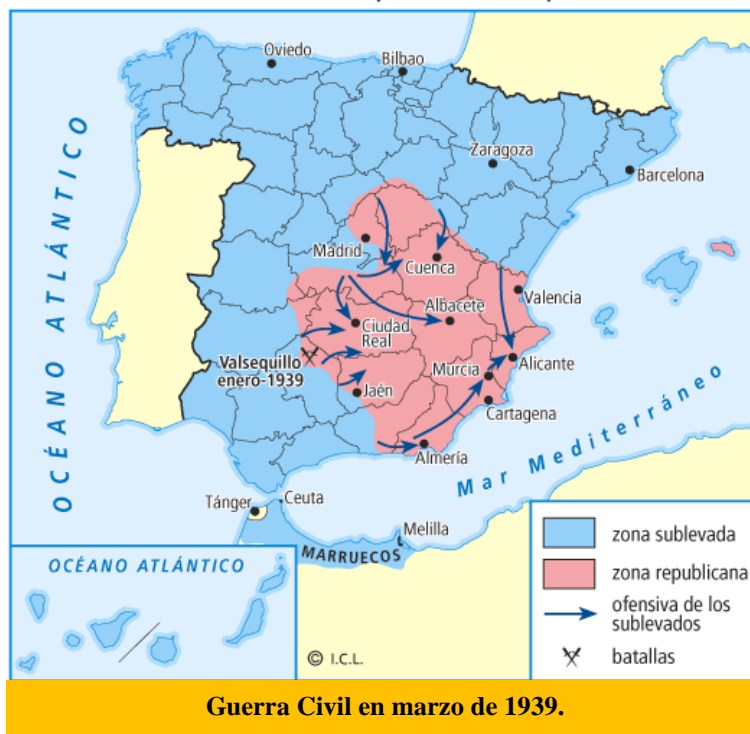 Oviedo
Bilbao
Zaragoza
Barcelona
OCÉANO ATLÁNTICO
Madrid
Cuenca
Valencia
Albacete
Ciudad
Real
Valsequillo
enero-1939
Alicante
Murcia
Jaén
Cartagena
Almería
Mar Mediterráneo
Tánger
Ceuta
Melilla
MARRUECOS
OCÉANO ATLÁNTICO
© I.C.L.
zona sublevada
zona republicana
ofensiva de los
sublevados
batallas
Guerra Civil en marzo de 1939.